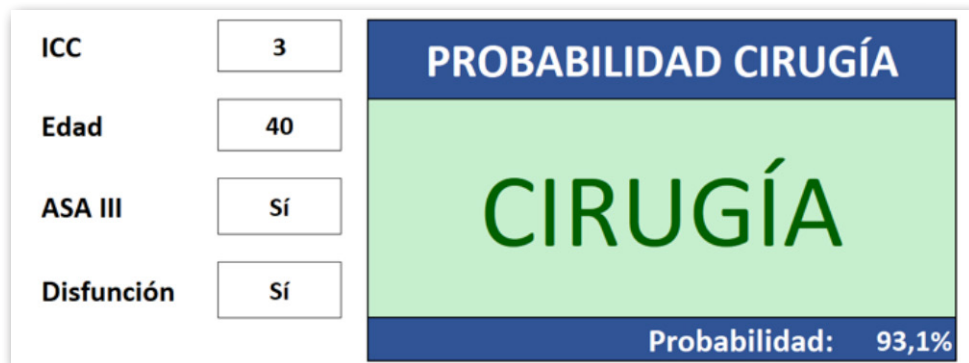 ICC 3
Edad 40
ASA III Sí
Disfunción Sí
PROBABILIDAD CIRUGÍA
CIRUGÍA
Probabilidad: 93,1%